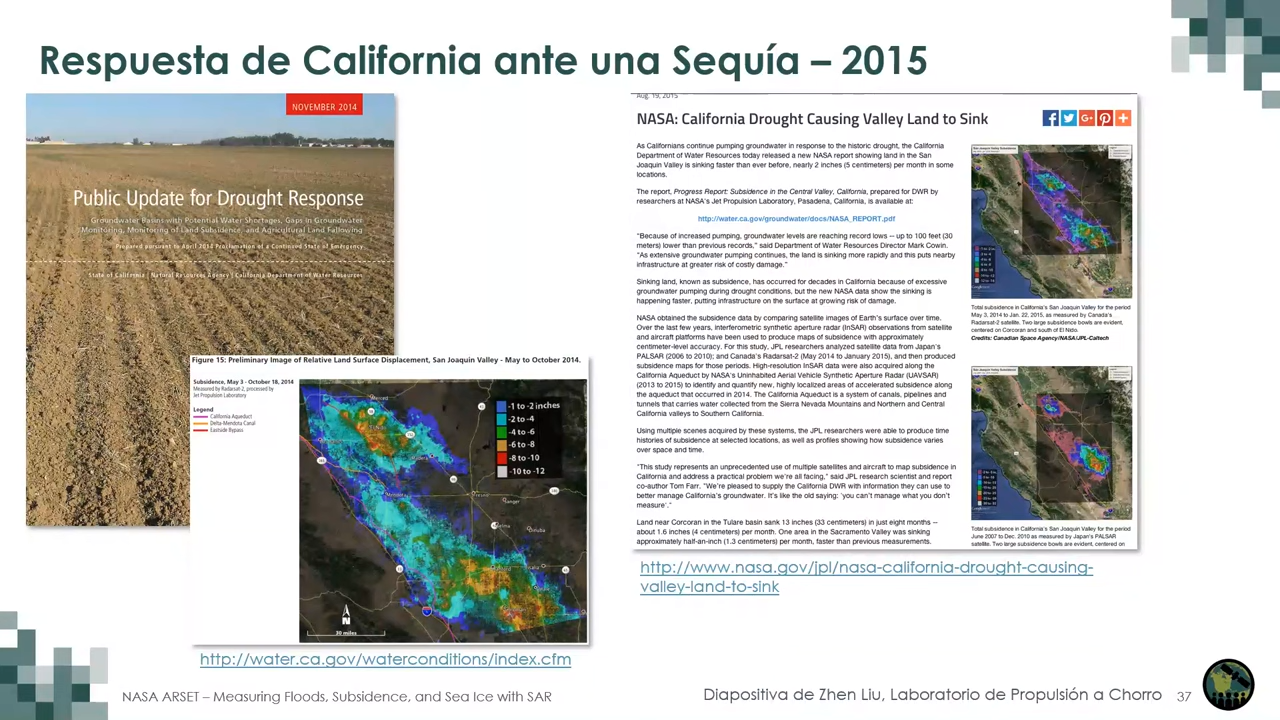 Respuesta de California ante una Sequía – 2015
NOVEMBER 2014
Public Update for Drought Response
Groundwater Basins with Potential Water Shortages, Gaps in Groundwater
Monitoring, Monitoring of Land Subsidence, and Agricultural Land Fallowing
Prepared pursuant to April 2014 Proclamation of a Continued State of Emergency
State of California | Natural Resources Agency | California Department of Water Resources
Figure 15: Preliminary Image of Relative Land Surface Displacement, San Joaquin Valley - May to October 2014.
Subsidence, May 3 - October 18, 2014
Measured by Radarsat-2, processed by
Jet Propulsion Laboratory
Legend
California Aqueduct
Delta-Mendota Canal
Eastside Bypass
-1 to -2 inches
-2 to -4
-4 to -6
-6 to -8
-8 to -10
-10 to -12
Merced
Fresno
Sanger
30 miles
http://water.ca.gov/waterconditions/index.cfm
Aug. 19, 2015
NASA: California Drought Causing Valley Land to Sink
As Californians continue pumping groundwater in response to the historic drought, the California
Department of Water Resources today released a new NASA report showing land in the San
Joaquin Valley is sinking faster than ever before, nearly 2 inches (5 centimeters) per month in some
locations.
The report, Progress Report: Subsidence in the Central Valley, California, prepared for DWR by
researchers at NASA's Jet Propulsion Laboratory, Pasadena, California, is available at:
http://water.ca.gov/groundwater/docs/NASA_REPORT.pdf
"Because of increased pumping, groundwater levels are reaching record lows -- up to 100 feet (30
meters) lower than previous records," said Department of Water Resources Director Mark Cowin.
"As extensive groundwater pumping continues, the land is sinking more rapidly and this puts nearby
infrastructure at greater risk of costly damage."
Sinking land, known as subsidence, has occurred for decades in California because of excessive
groundwater pumping during drought conditions, but the new NASA data show the sinking is
happening faster, putting infrastructure on the surface at growing risk of damage.
NASA obtained the subsidence data by comparing satellite images of Earth's surface over time.
Over the last few years, interferometric synthetic aperture radar (InSAR) observations from satellite
and aircraft platforms have been used to produce maps of subsidence with approximately
centimeter-level accuracy. For this study, JPL researchers analyzed satellite data from Japan's
PALSAR (2006 to 2010); and Canada's Radarsat-2 (May 2014 to January 2015), and then produced
subsidence maps for those periods. High-resolution InSAR data were also acquired along the
California Aqueduct by NASA's Uninhabited Aerial Vehicle Synthetic Aperture Radar (UAVSAR)
(2013 to 2015) to identify and quantify new, highly localized areas of accelerated subsidence along
the aqueduct that occurred in 2014. The California Aqueduct is a system of canals, pipelines and
tunnels that carries water collected from the Sierra Nevada Mountains and Northern and Central
California valleys to Southern California.
Using multiple scenes acquired by these systems, the JPL researchers were able to produce time
histories of subsidence at selected locations, as well as profiles showing how subsidence varies
over space and time.
"This study represents an unprecedented use of multiple satellites and aircraft to map subsidence in
California and address a practical problem we're all facing," said JPL research scientist and report
co-author Tom Farr. "We're pleased to supply the California DWR with information they can use to
better manage California's groundwater. It's like the old saying: 'you can't manage what you don't
measure'."
Land near Corcoran in the Tulare basin sank 13 inches (33 centimeters) in just eight months --
about 1.6 inches (4 centimeters) per month. One area in the Sacramento Valley was sinking
approximately half-an-inch (1.3 centimeters) per month, faster than previous measurements.
Total subsidence in California's San Joaquin Valley for the period
May 3, 2014 to Jan. 22, 2015, as measured by Canada's
Radarsat-2 satellite. Two large subsidence bowls are evident,
centered on Corcoran and south of El Nido.
Credits: Canadian Space Agency/NASA/JPL-Caltech
Total subsidence in California's San Joaquin Valley for the period
June 2007 to Dec. 2010 as measured by Japan's PALSAR
satellite. Two large subsidence bowls are evident, centered on
http://www.nasa.gov/jpl/nasa-california-drought-causing-
valley-land-to-sink
NASA ARSET – Measuring Floods, Subsidence, and Sea Ice with SAR
Diapositiva de Zhen Liu, Laboratorio de Propulsión a Chorro
37